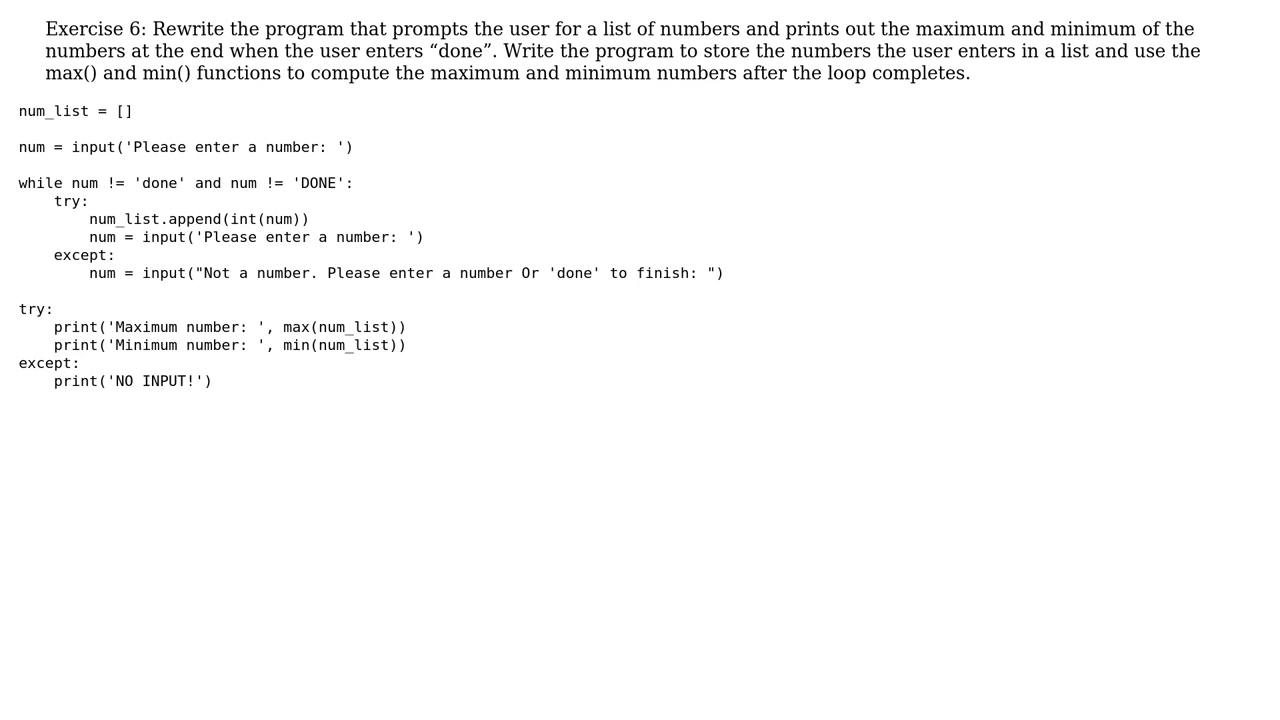 Exercise 6: Rewrite the program that prompts the user for a list of numbers and prints out the maximum and minimum of the
numbers at the end when the user enters “done”. Write the program to store the numbers the user enters in a list and use the
max() and min() functions to compute the maximum and minimum numbers after the loop completes.
num_list = []
num = input('Please enter a number: ')
while num != 'done' and num != 'DONE':
    try:
        num_list.append(int(num))
        num = input('Please enter a number: ')
    except:
        num = input("Not a number. Please enter a number Or 'done' to finish: ")
try:
    print('Maximum number: ', max(num_list))
    print('Minimum number: ', min(num_list))
except:
    print('NO INPUT!')